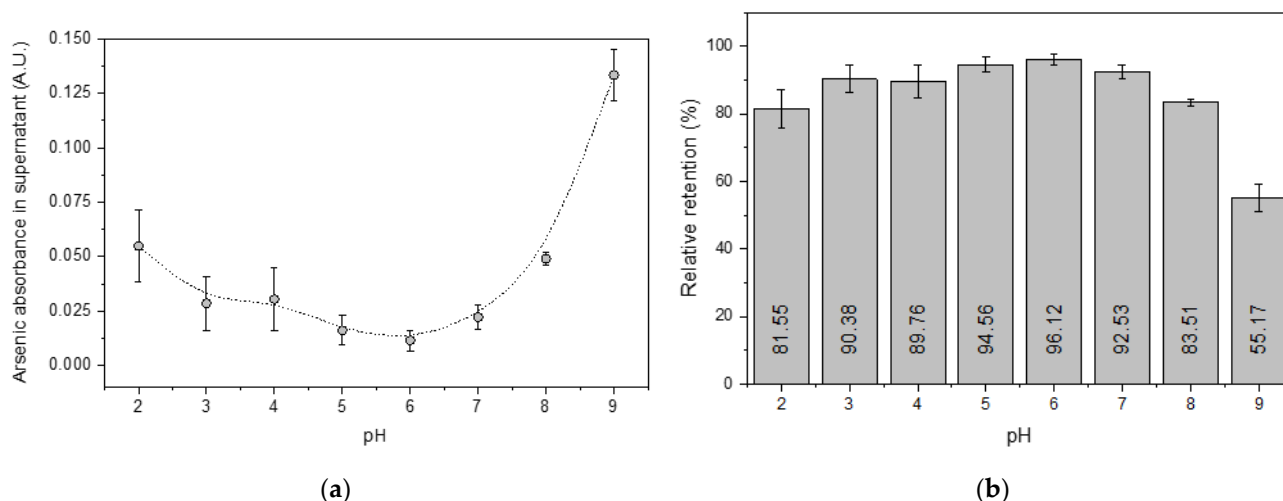 Arsenic absorbance in supernatant (A.U.)
0.150
0.125
0.100
0.075
0.050
0.025
0.000
2 3 4 5 6 7 8 9
pH
(a)
Relative retention (%)
100
80
60
40
20
0
81.55
90.38
89.76
94.56
96.12
92.53
83.51
55.17
2 3 4 5 6 7 8 9
pH
(b)